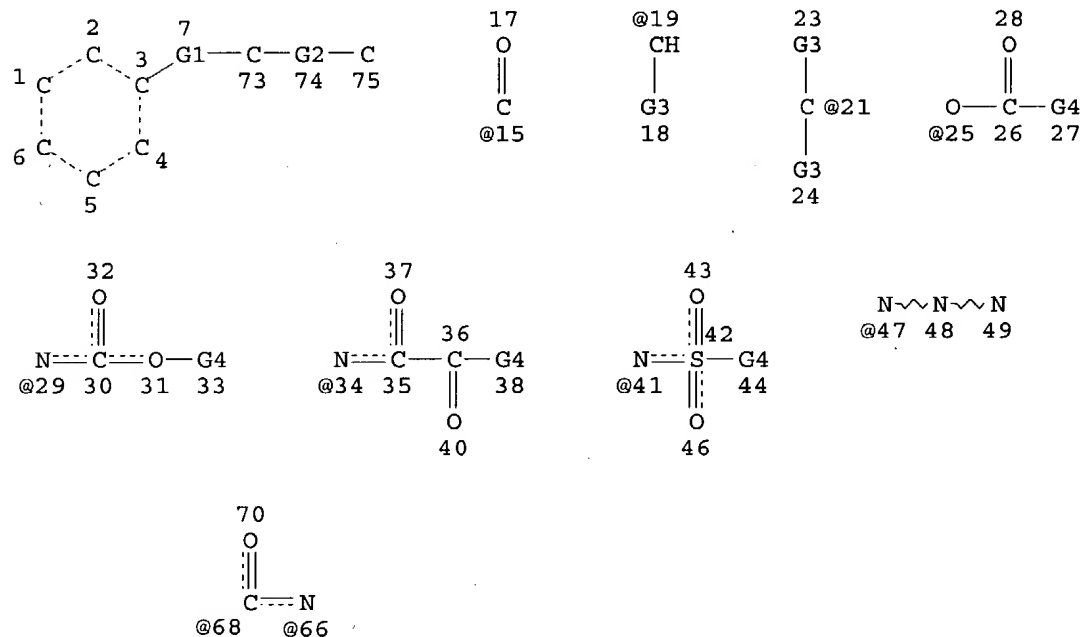 7 17 @19 23 28
2 O CH G3 O
C 3 G1 C G2 C
1 C C 73 74 75 C G3 C @21 O C G4
@15 18 @25 26 27
6 C C 4 G3
C 24
5
32 37 43
O O O N N N
36 42 @47 48 49
N C O G4 N C C G4 N S G4
@29 30 31 33 @34 35 38 @41 44
O O
40 46
70
O
C N
@68 @66